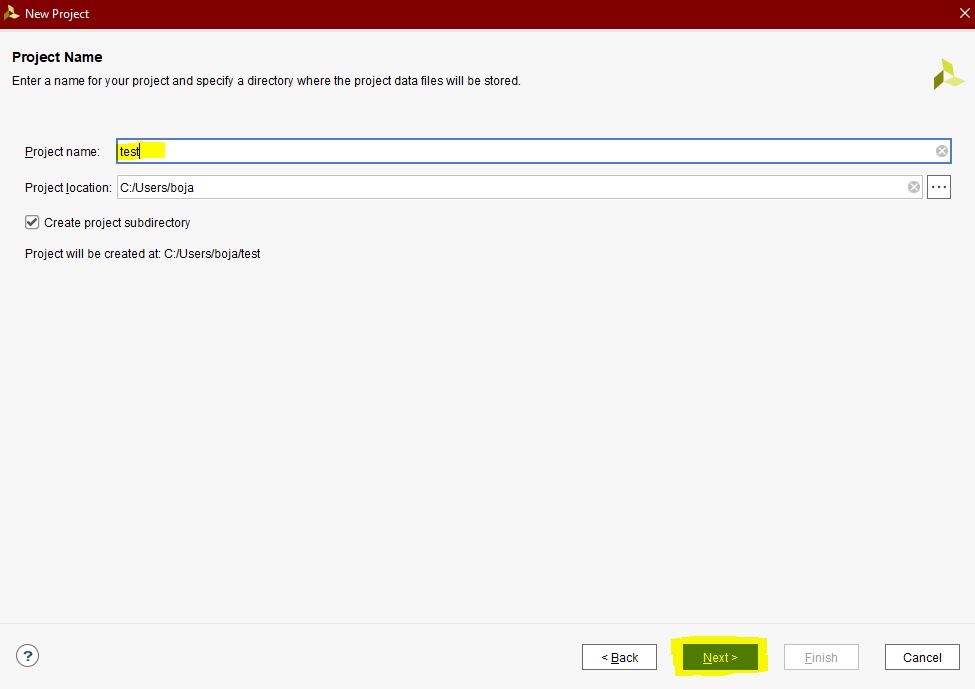 New Project
Project Name
Enter a name for your project and specify a directory where the project data files will be stored.
Project name: test
Project location: C:/Users/boja ...
Create project subdirectory
Project will be created at: C:/Users/boja/test
? < Back Next > Finish Cancel